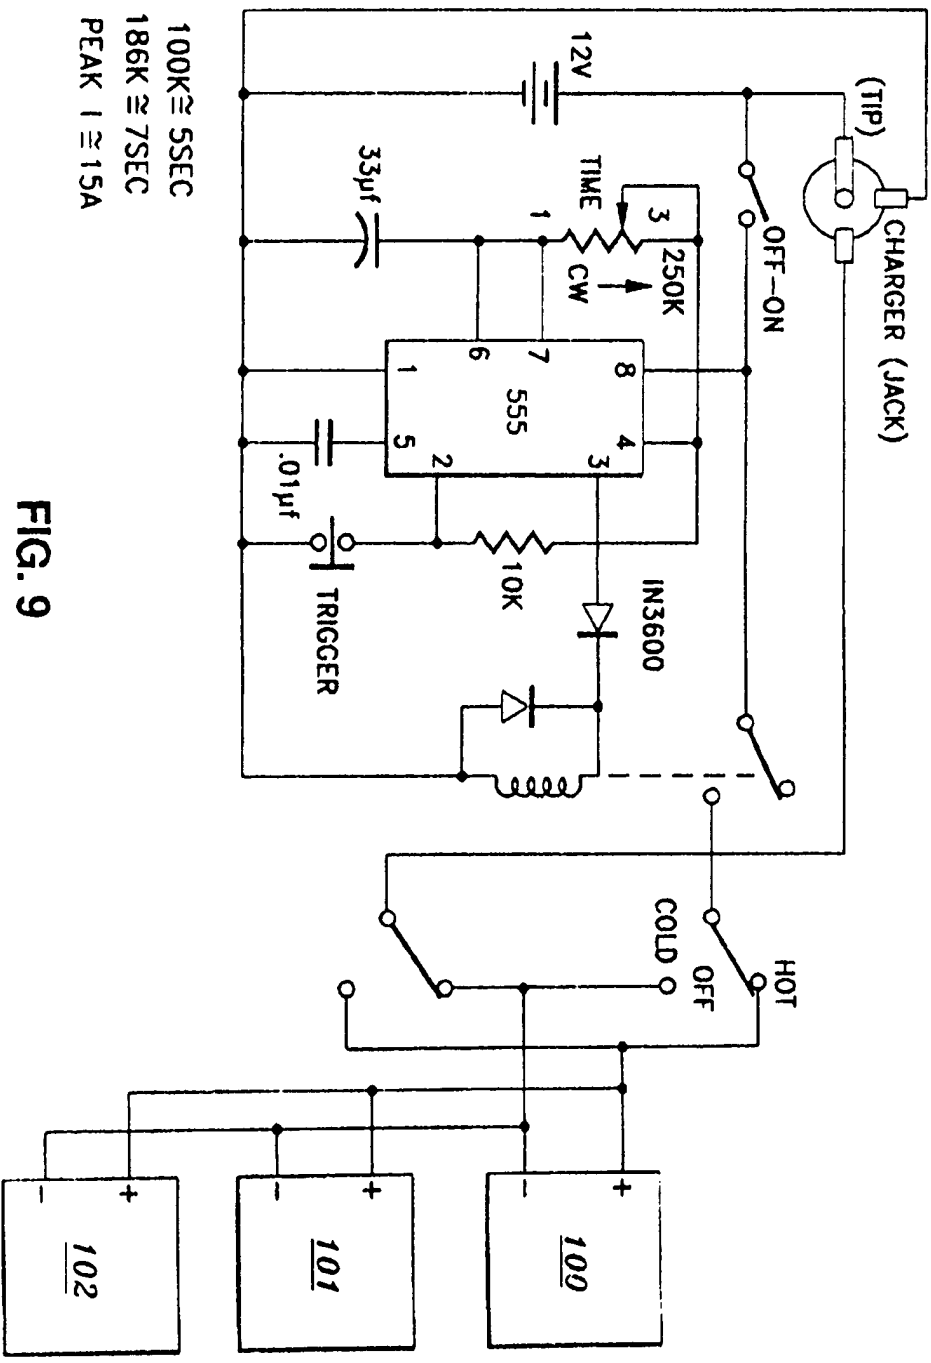 (TIP)
CHARGER (JACK)
12V
OFF-ON
TIME
3
250K
1
CW
33µf
6
7
8
555
1
5
2
3
4
.01µf
10K
TRIGGER
IN3600
HOT
OFF
COLD
+
-
100
+
-
101
+
-
102
100K≅5SEC
186K≅7SEC
PEAK I≅15A
FIG. 9